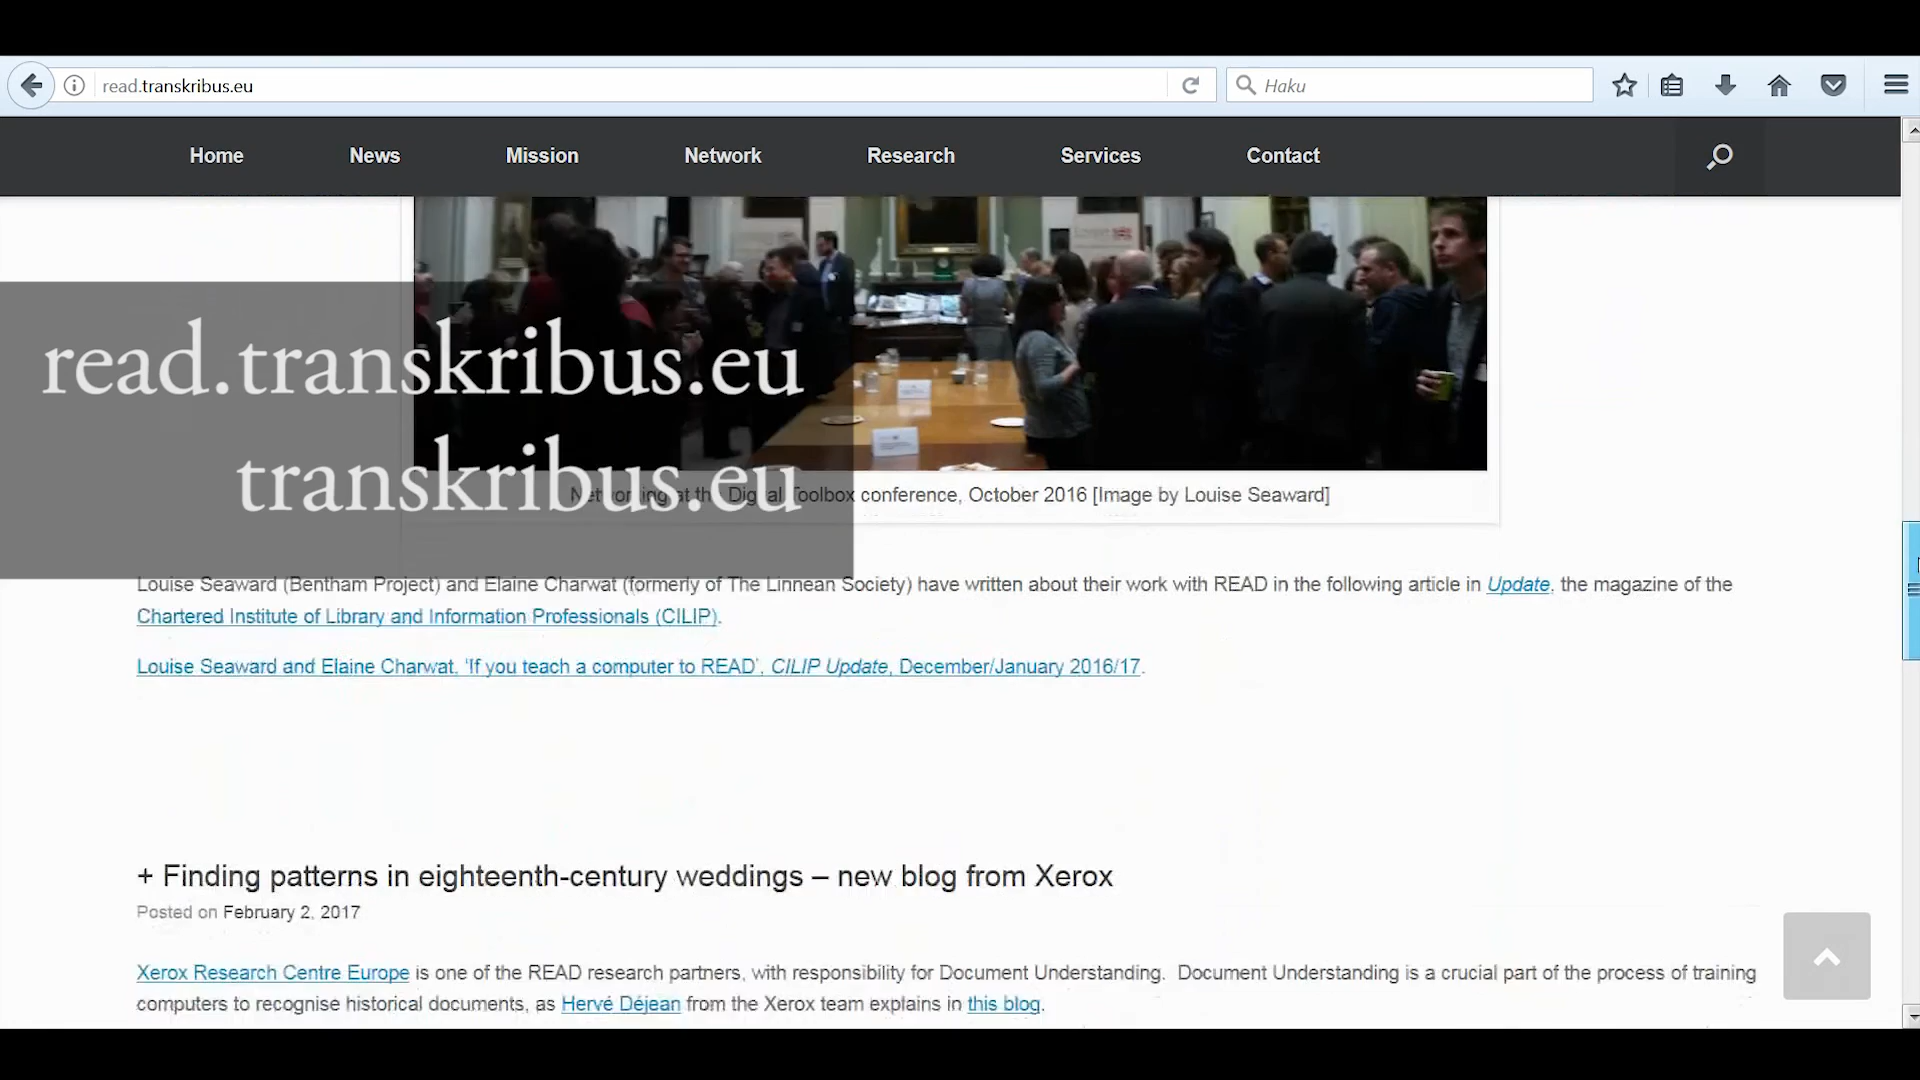 read.transkribus.eu
Haku
Home News Mission Network Research Services Contact
read.transkribus.eu
transkribus.eu
Networking at the Digital Toolbox conference, October 2016 [Image by Louise Seaward]
Louise Seaward (Bentham Project) and Elaine Charwat (formerly of The Linnean Society) have written about their work with READ in the following article in Update, the magazine of the
Chartered Institute of Library and Information Professionals (CILIP).
Louise Seaward and Elaine Charwat, 'If you teach a computer to READ', CILIP Update, December/January 2016/17.
+ Finding patterns in eighteenth-century weddings – new blog from Xerox
Posted on February 2, 2017
Xerox Research Centre Europe is one of the READ research partners, with responsibility for Document Understanding. Document Understanding is a crucial part of the process of training
computers to recognise historical documents, as Hervé Déjean from the Xerox team explains in this blog.